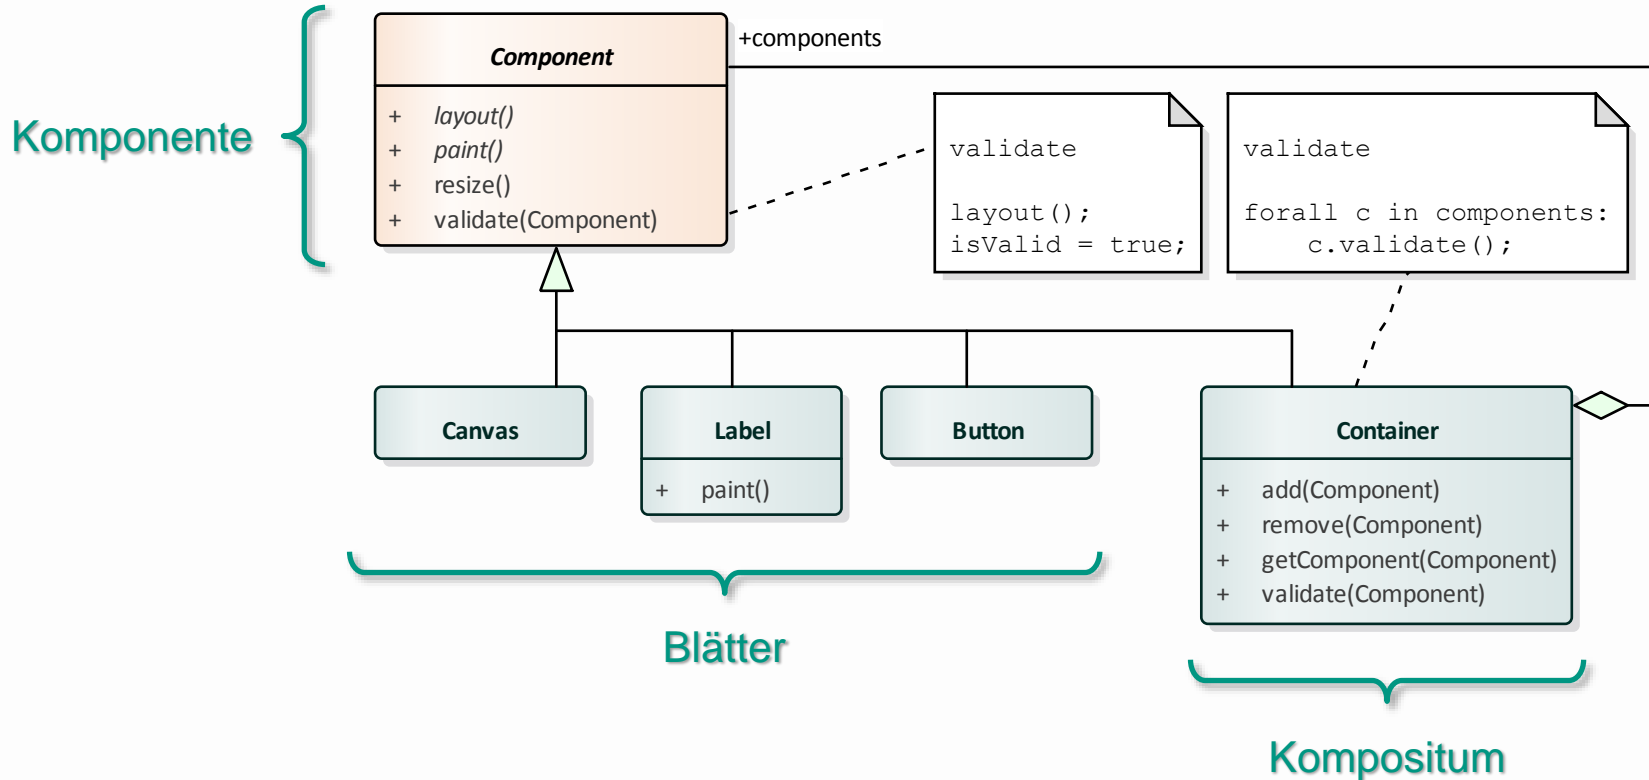 Komponente
Component
+ layout()
+ paint()
+ resize()
+ validate(Component)
+components
validate
layout();
isValid = true;
validate
forall c in components:
c.validate();
Canvas
Label
+ paint()
Button
Container
+ add(Component)
+ remove(Component)
+ getComponent(Component)
+ validate(Component)
Blätter
Kompositum